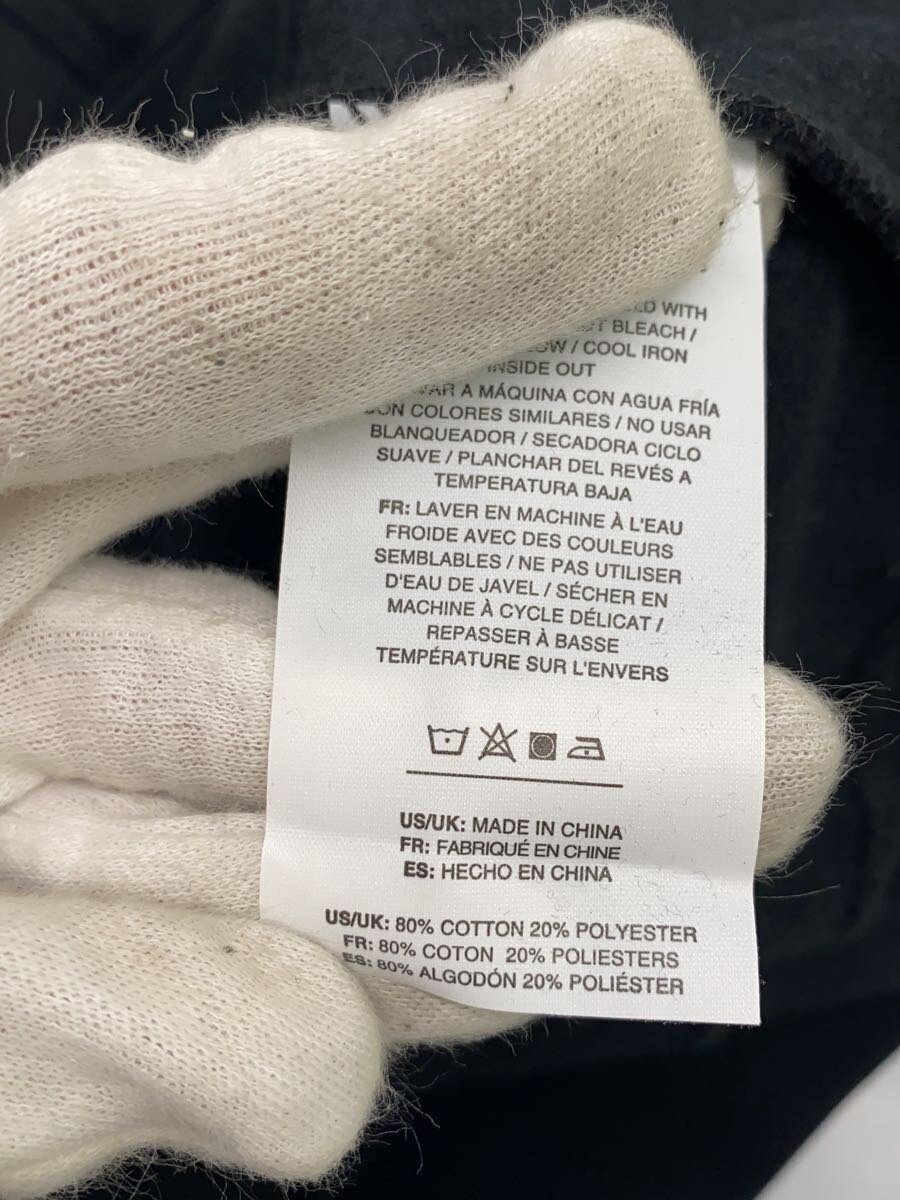 WITH
BLEACH /
/ COOL IRON
INSIDE OUT
A MÁQUINA CON AGUA FRÍA
CON COLORES SIMILARES / NO USAR
BLANQUEADOR / SECADORA CICLO
SUAVE / PLANCHAR DEL REVÉS A
TEMPERATURA BAJA
FR: LAVER EN MACHINE À L'EAU
FROIDE AVEC DES COULEURS
SEMBLABLES / NE PAS UTILISER
D'EAU DE JAVEL / SÉCHER EN
MACHINE À CYCLE DÉLICAT /
REPASSER À BASSE
TEMPÉRATURE SUR L'ENVERS
US/UK: MADE IN CHINA
FR: FABRIQUÉ EN CHINE
ES: HECHO EN CHINA
US/UK: 80% COTTON 20% POLYESTER
FR: 80% COTON 20% POLIESTERS
ES: 80% ALGODÓN 20% POLIÉSTER